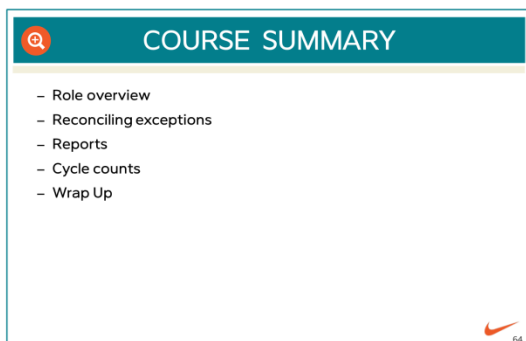 COURSE SUMMARY
– Role overview
– Reconciling exceptions
– Reports
– Cycle counts
– Wrap Up
64